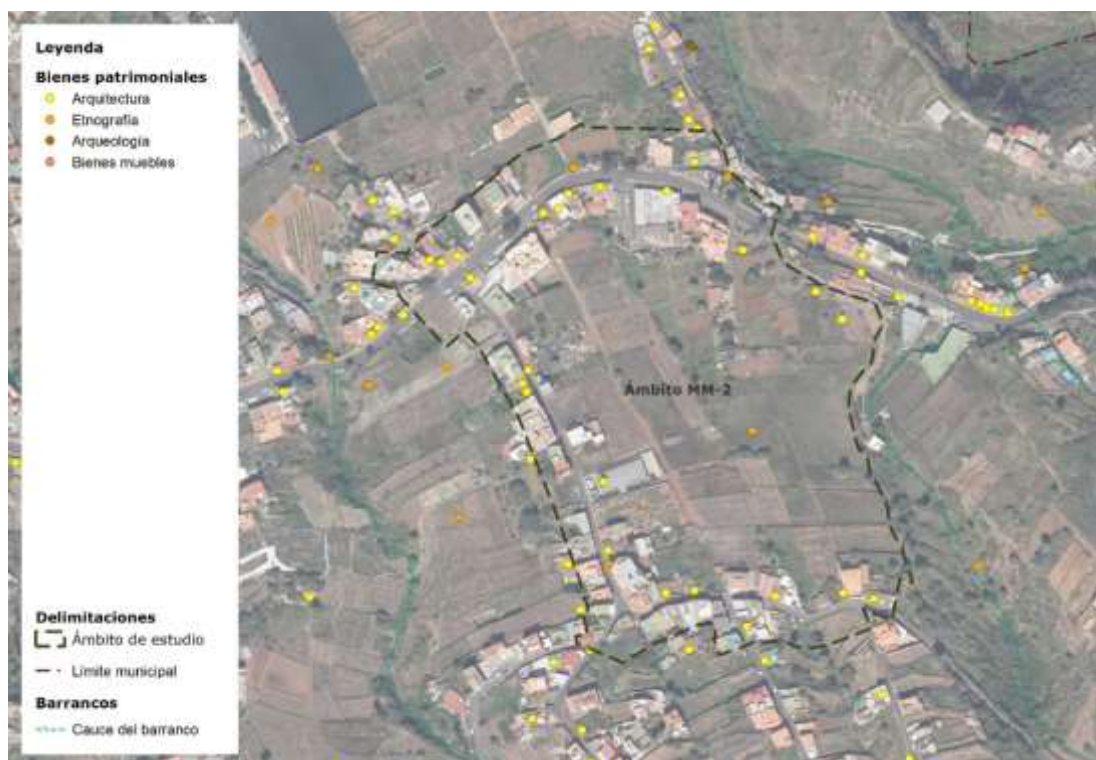 Leyenda
Bienes patrimoniales
Arquitectura
Etnografía
Arqueología
Bienes muebles
Ámbito MM-2
Delimitaciones
Ámbito de estudio
Límite municipal
Barrancos
Cauce del barranco